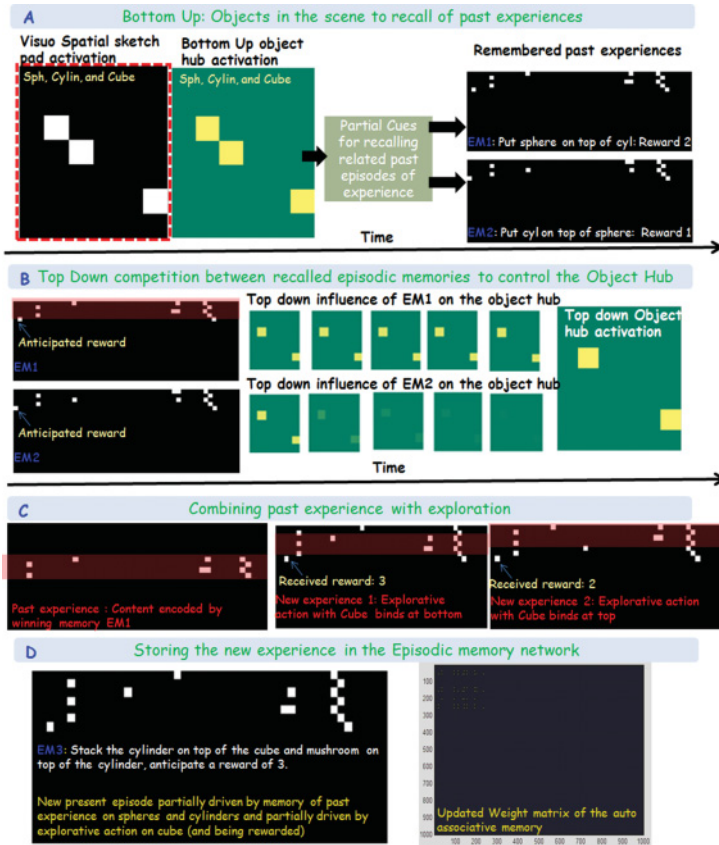 A Bottom Up: Objects in the scene to recall of past experiences
Visuo Spatial sketch
pad activation
Sph, Cylin, and Cube
Bottom Up object
hub activation
Sph, Cylin, and Cube
Partial Cues
for recalling
related past
episodes of
experience
Remembered past experiences
EM1: Put sphere on top of cyl: Reward 2
EM2: Put cyl on top of sphere: Reward 1
Time
B Top Down competition between recalled episodic memories to control the Object Hub
Anticipated reward
EM1
Top down influence of EM1 on the object hub
Top down Object
hub activation
Anticipated reward
EM2
Top down influence of EM2 on the object hub
Time
C Combining past experience with exploration
Past experience : Content encoded by
winning memory EM1
Received reward: 3
New experience 1: Explorative
action with Cube binds at bottom
Received reward: 2
New experience 2: Explorative
action with Cube binds at top
D Storing the new experience in the Episodic memory network
EM3: Stack the cylinder on top of the cube and mushroom on
top of the cylinder, anticipate a reward of 3.
New present episode partially driven by memory of past
experience on spheres and cylinders and partially driven by
explorative action on cube (and being rewarded)
100
200
300
400
500
600
700
800
900
1000
Updated Weight matrix of the auto
associative memory
100 200 300 400 500 600 700 800 900 1000